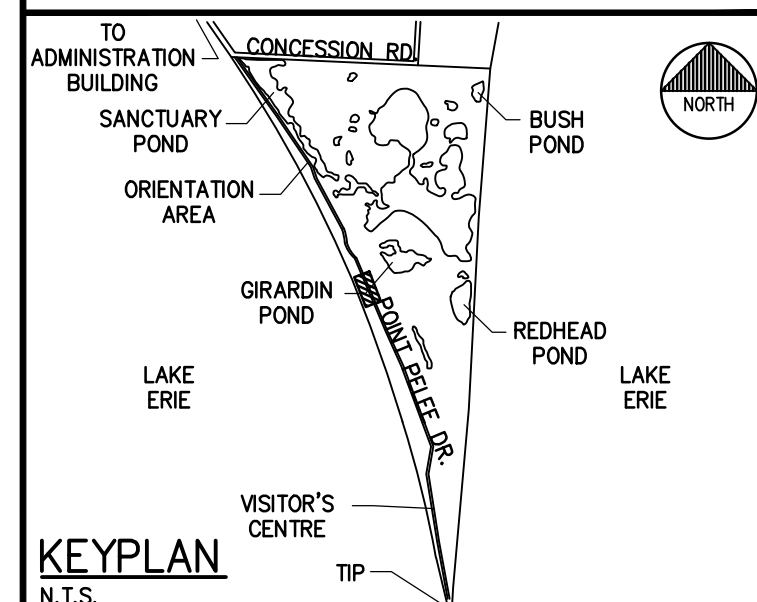 TO
ADMINISTRATION
BUILDING
CONCESSION RD.
NORTH
SANCTUARY
POND
BUSH
POND
ORIENTATION
AREA
GIRARDIN
POND
POINT PELEE DR.
REDHEAD
POND
LAKE
ERIE
LAKE
ERIE
VISITOR'S
CENTRE
KEYPLAN
TIP
N.T.S.